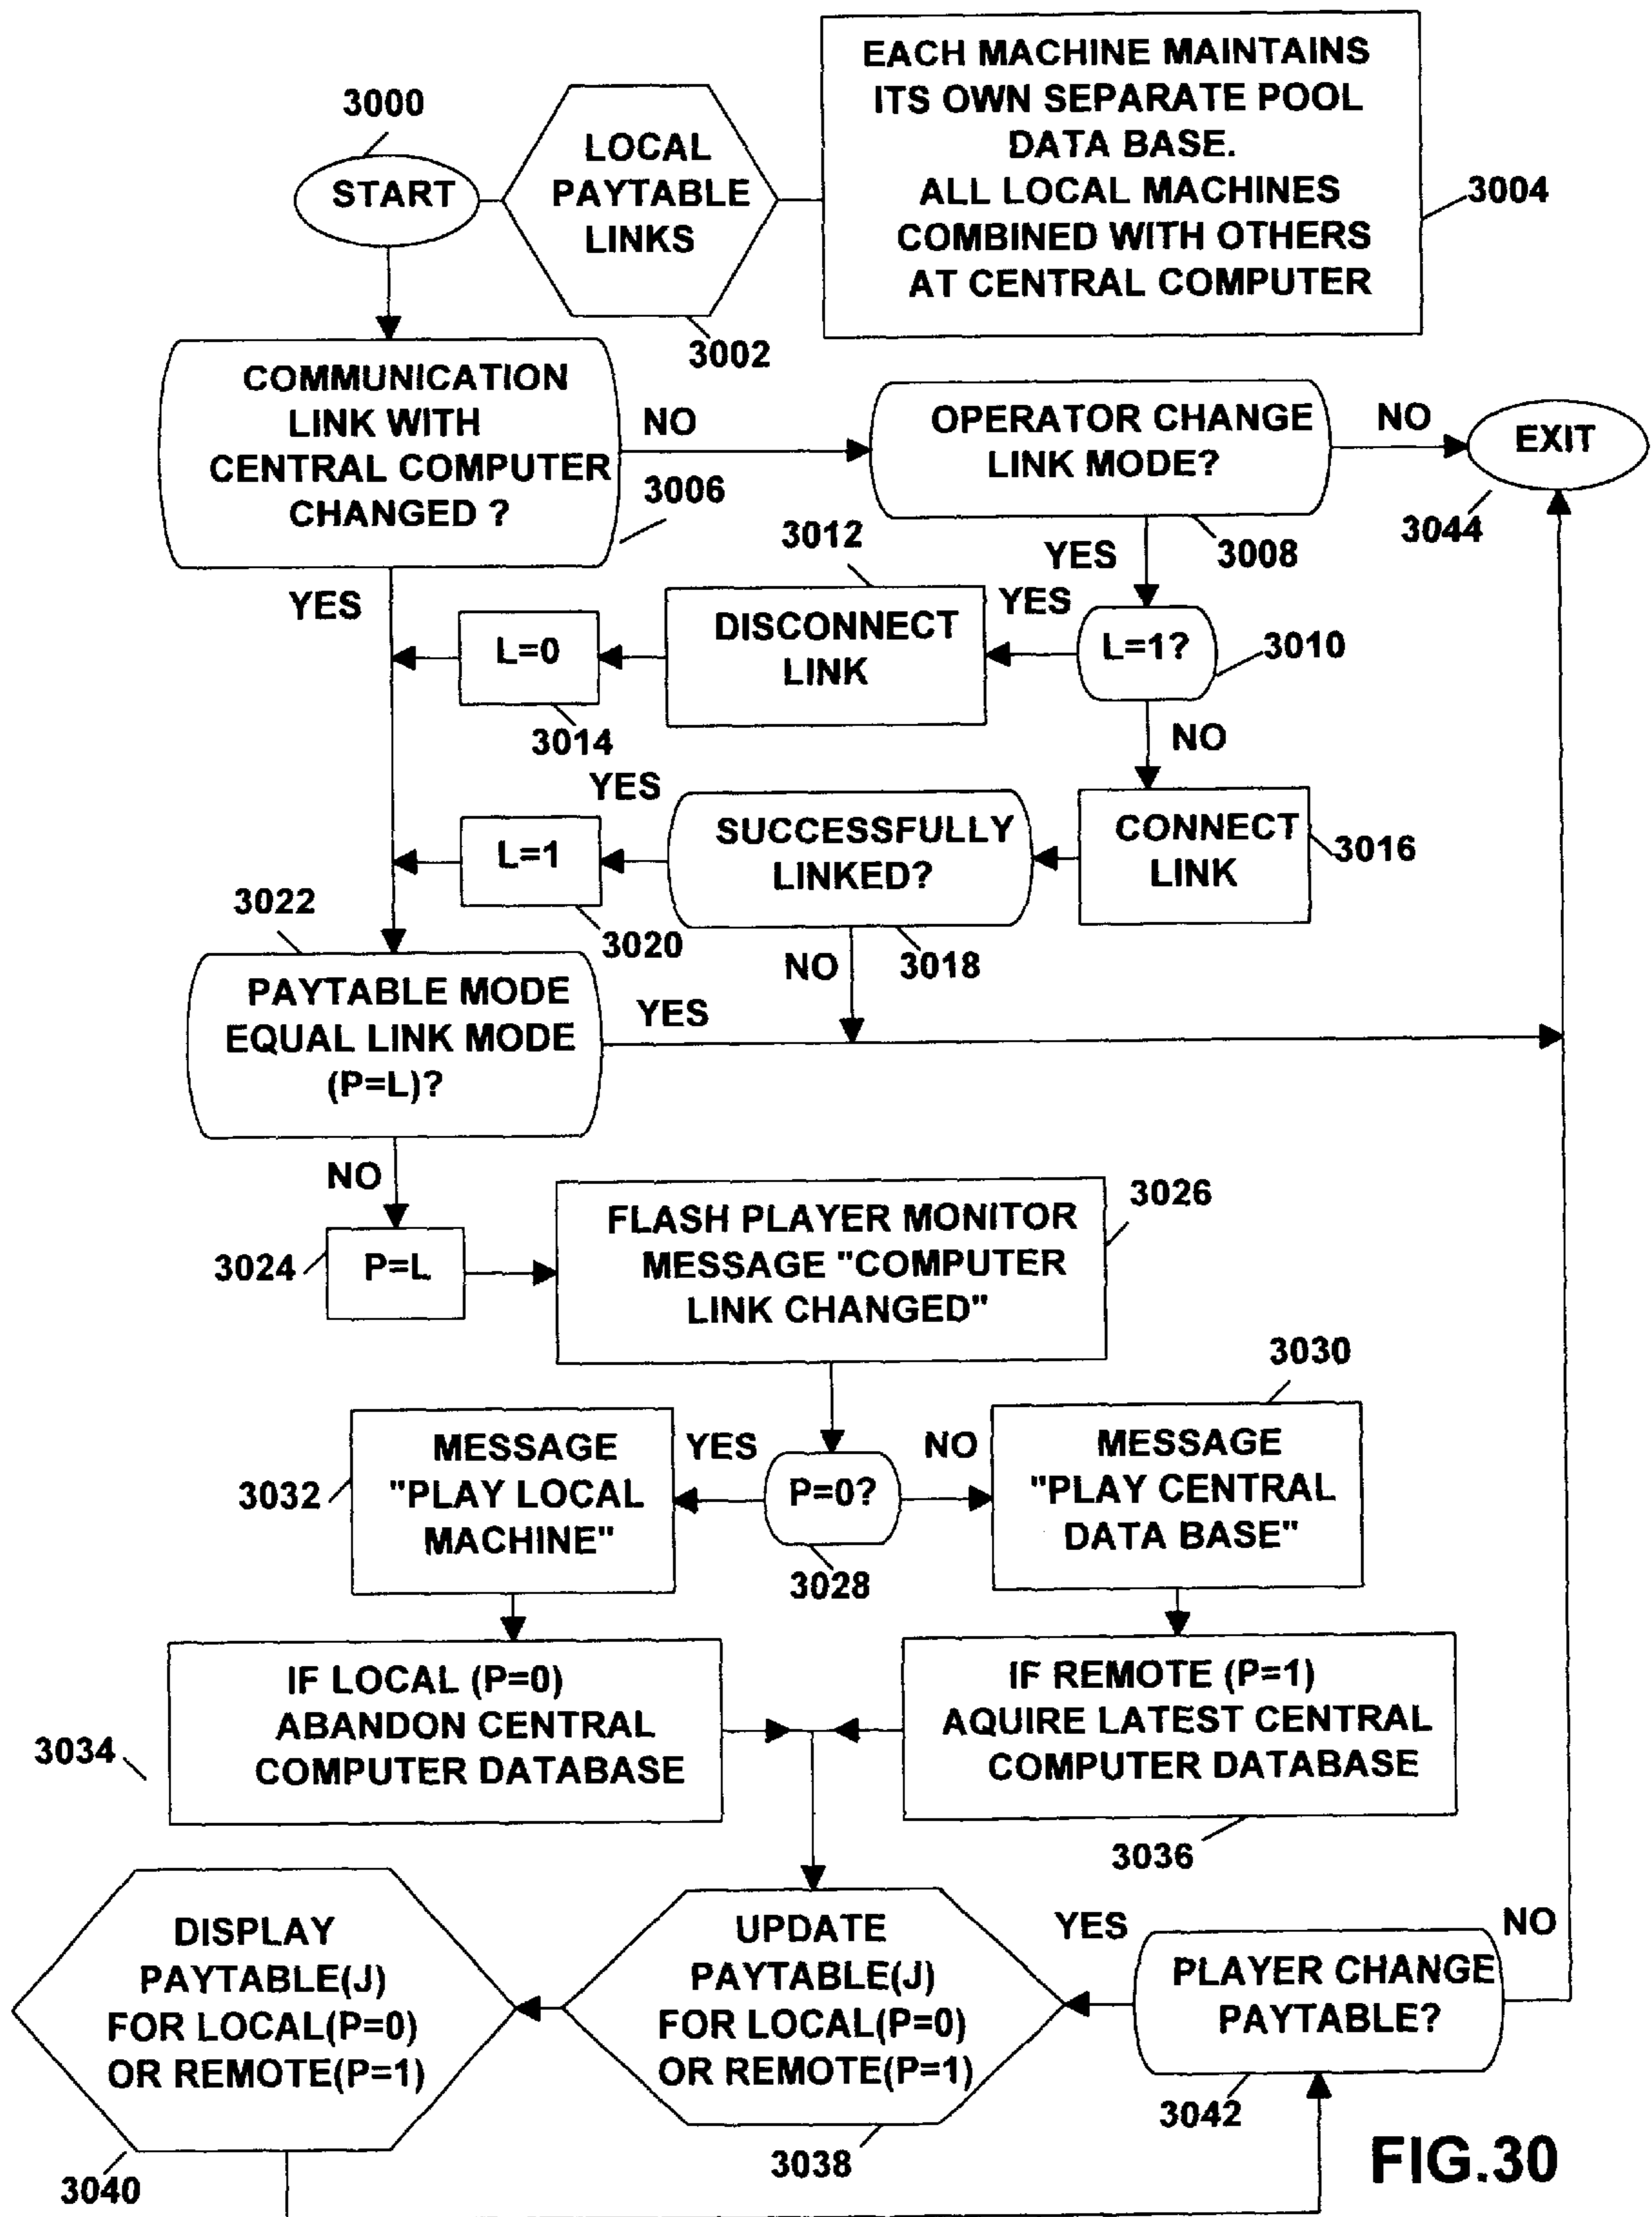 EACH MACHINE MAINTAINS
ITS OWN SEPARATE POOL
DATA BASE.
ALL LOCAL MACHINES
COMBINED WITH OTHERS
AT CENTRAL COMPUTER
3004
3000
START
LOCAL
PAYTABLE
LINKS
3002
COMMUNICATION
LINK WITH
CENTRAL COMPUTER
CHANGED ?
3006
NO
OPERATOR CHANGE
LINK MODE?
3008
NO
EXIT
3044
YES
YES
3012
DISCONNECT
LINK
YES
L=1?
3010
L=0
3014
NO
YES
CONNECT
LINK
3016
SUCCESSFULLY
LINKED?
3018
L=1
3020
NO
3022
PAYTABLE MODE
EQUAL LINK MODE
(P=L)?
YES
NO
3024
P=L
3026
FLASH PLAYER MONITOR
MESSAGE "COMPUTER
LINK CHANGED"
3030
MESSAGE
"PLAY LOCAL
MACHINE"
3032
YES
P=0?
3028
NO
MESSAGE
"PLAY CENTRAL
DATA BASE"
IF LOCAL (P=0)
ABANDON CENTRAL
COMPUTER DATABASE
3034
IF REMOTE (P=1)
AQUIRE LATEST CENTRAL
COMPUTER DATABASE
3036
DISPLAY
PAYTABLE(J)
FOR LOCAL(P=0)
OR REMOTE(P=1)
3040
UPDATE
PAYTABLE(J)
FOR LOCAL(P=0)
OR REMOTE(P=1)
3038
YES
PLAYER CHANGE
PAYTABLE?
3042
NO
FIG.30